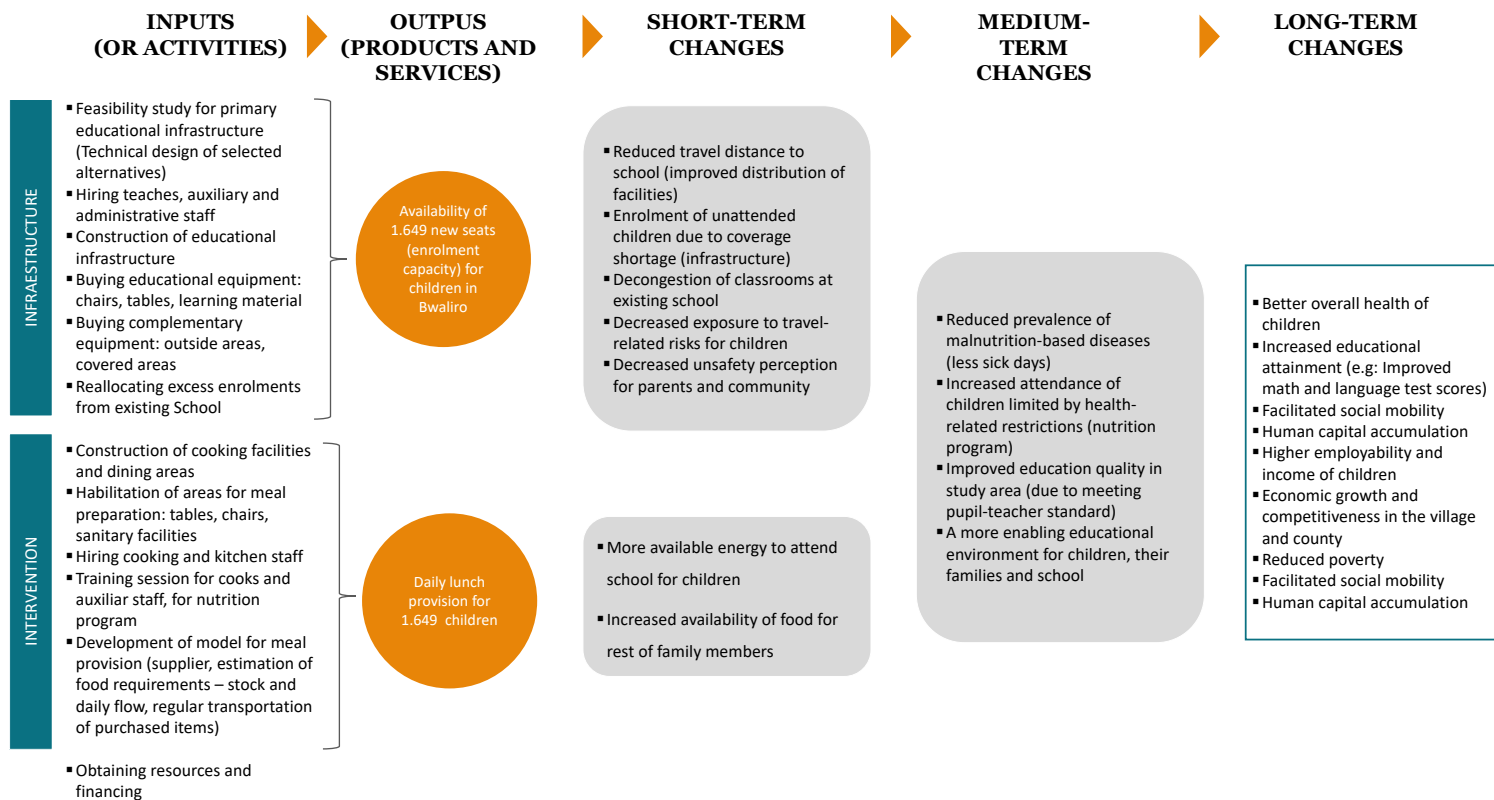 INPUTS
(OR ACTIVITIES)
OUTPUS
(PRODUCTS AND
SERVICES)
SHORT-TERM
CHANGES
MEDIUM-
TERM
CHANGES
LONG-TERM
CHANGES
INFRAESTRUCTURE
▪ Feasibility study for primary
educational infrastructure
(Technical design of selected
alternatives)
▪ Hiring teaches, auxiliary and
administrative staff
▪ Construction of educational
infrastructure
▪ Buying educational equipment:
chairs, tables, learning material
▪ Buying complementary
equipment: outside areas,
covered areas
▪ Reallocating excess enrolments
from existing School
Availability of
1.649 new seats
(enrolment
capacity) for
children in
Bwaliro
▪ Reduced travel distance to
school (improved distribution of
facilities)
▪ Enrolment of unattended
children due to coverage
shortage (infrastructure)
▪ Decongestion of classrooms at
existing school
▪ Decreased exposure to travel-
related risks for children
▪ Decreased unsafety perception
for parents and community
INTERVENTION
▪ Construction of cooking facilities
and dining areas
▪ Habilitation of areas for meal
preparation: tables, chairs,
sanitary facilities
▪ Hiring cooking and kitchen staff
▪ Training session for cooks and
auxiliar staff, for nutrition
program
▪ Development of model for meal
provision (supplier, estimation of
food requirements – stock and
daily flow, regular transportation
of purchased items)
▪ Obtaining resources and
financing
Daily lunch
provision for
1.649 children
▪ More available energy to attend
school for children
▪ Increased availability of food for
rest of family members
▪ Reduced prevalence of
malnutrition-based diseases
(less sick days)
▪ Increased attendance of
children limited by health-
related restrictions (nutrition
program)
▪ Improved education quality in
study area (due to meeting
pupil-teacher standard)
▪ A more enabling educational
environment for children, their
families and school
▪ Better overall health of
children
▪ Increased educational
attainment (e.g: Improved
math and language test scores)
▪ Facilitated social mobility
▪ Human capital accumulation
▪ Higher employability and
income of children
▪ Economic growth and
competitiveness in the village
and county
▪ Reduced poverty
▪ Facilitated social mobility
▪ Human capital accumulation